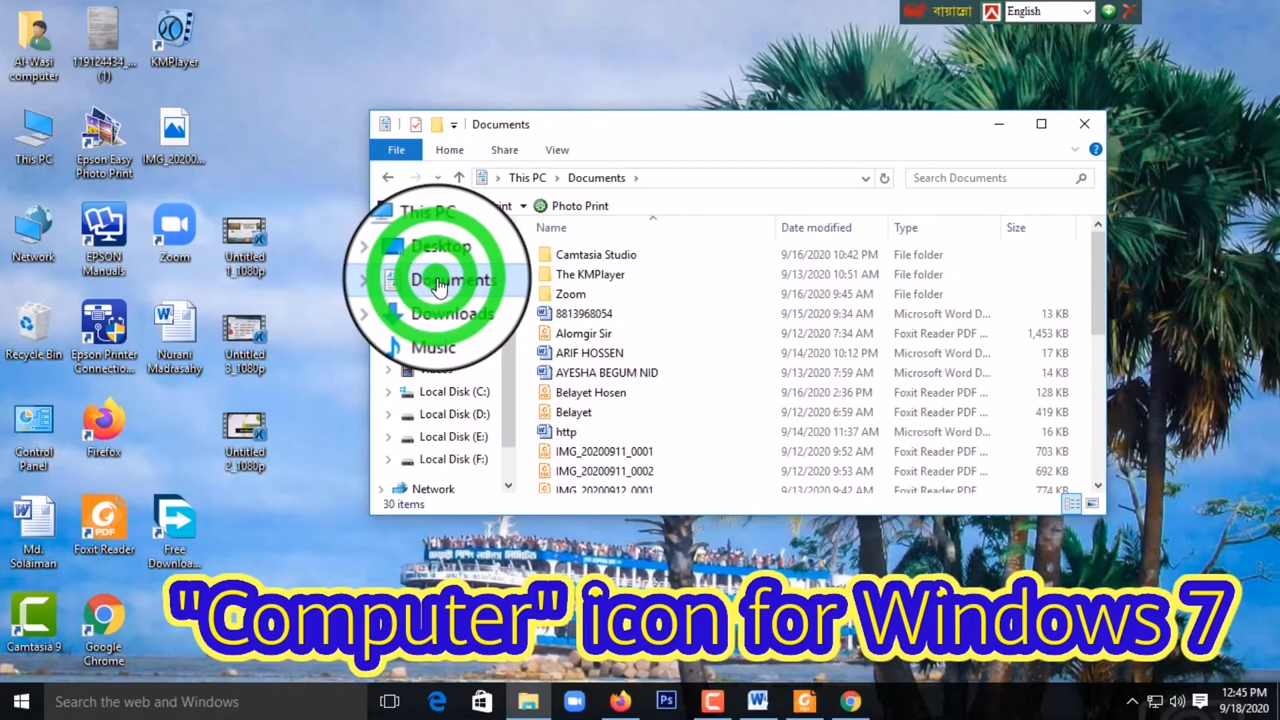 Al-Wasi
computer
119124434_...
(1)
KMPlayer
This PC
Epson Easy
Photo Print
IMG_20200...
Network
EPSON
Manuals
Zoom
Untitled
1_1080p
Recycle Bin
Epson Printer
Connectio...
Nurani
Madrasahy
Untitled
3_1080p
Control
Panel
Firefox
Untitled
2_1080p
Md.
Solaiman
Foxit Reader
Free
Downloa...
Camtasia 9
Google
Chrome
বায়ান্নো
English
Documents
File Home Share View
This PC Documents
Search Documents
Photo Print
This PC
Desktop
Documents
Downloads
Music
Local Disk (C:)
Local Disk (D:)
Local Disk (E:)
Local Disk (F:)
Network
Name Date modified Type Size
Camtasia Studio 9/16/2020 10:42 PM File folder
The KMPlayer 9/13/2020 10:51 AM File folder
Zoom 9/16/2020 9:45 AM File folder
8813968054 9/15/2020 9:34 AM Microsoft Word D... 13 KB
Alomgir Sir 9/12/2020 7:34 AM Foxit Reader PDF ... 1,453 KB
ARIF HOSSEN 9/14/2020 10:12 PM Microsoft Word D... 17 KB
AYESHA BEGUM NID 9/13/2020 7:59 AM Microsoft Word D... 14 KB
Belayet Hosen 9/16/2020 2:36 PM Foxit Reader PDF ... 128 KB
Belayet 9/12/2020 6:59 AM Foxit Reader PDF ... 419 KB
http 9/14/2020 11:37 AM Microsoft Word D... 16 KB
IMG_20200911_0001 9/12/2020 9:52 AM Foxit Reader PDF ... 703 KB
IMG_20200911_0002 9/12/2020 9:53 AM Foxit Reader PDF ... 692 KB
IMG_20200912_0001 9/13/2020 9:42 AM Foxit Reader PDF ... 774 KB
30 items
"Computer" icon for Windows 7
Search the web and Windows
Ps
12:45 PM
9/18/2020